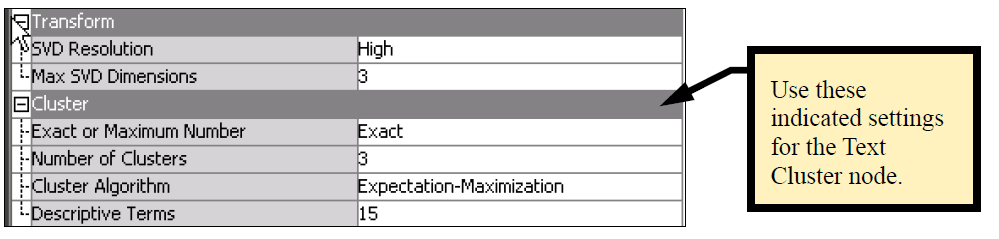 Transform
SVD Resolution High
Max SVD Dimensions 3
Cluster
Exact or Maximum Number Exact
Number of Clusters 3
Cluster Algorithm Expectation-Maximization
Descriptive Terms 15
Use these
indicated settings
for the Text
Cluster node.